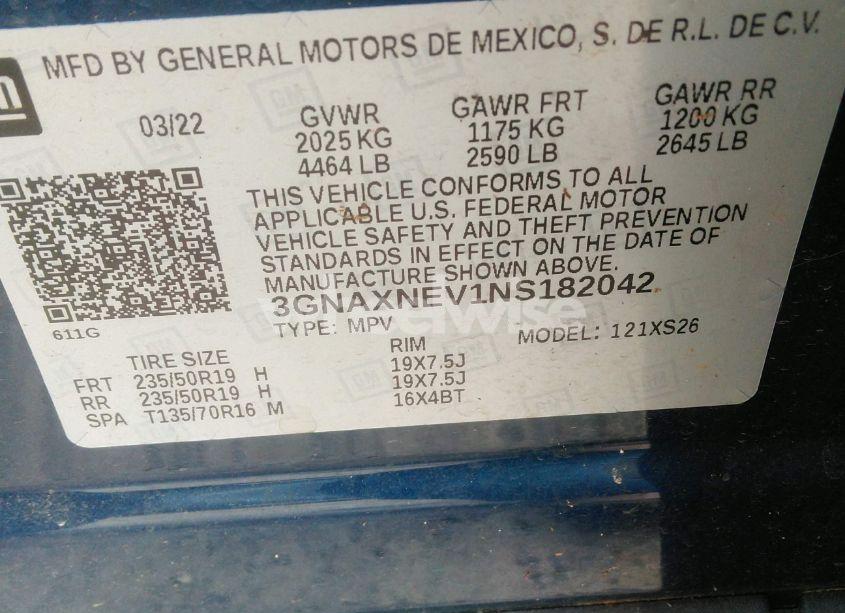 MFD BY GENERAL MOTORS DE MEXICO, S. DE R.L. DE C.V.
03/22 GVWR GAWR FRT GAWR RR
2025 KG 1175 KG 1200 KG
4464 LB 2590 LB 2645 LB
THIS VEHICLE CONFORMS TO ALL
APPLICABLE U.S. FEDERAL MOTOR
VEHICLE SAFETY AND THEFT PREVENTION
STANDARDS IN EFFECT ON THE DATE OF
MANUFACTURE SHOWN ABOVE.
3GNAXNEV1NS182042
611G
TYPE: MPV MODEL: 121XS26
TIRE SIZE RIM
FRT 235/50R19 H 19X7.5J
RR 235/50R19 H 19X7.5J
SPA T135/70R16 M 16X4BT